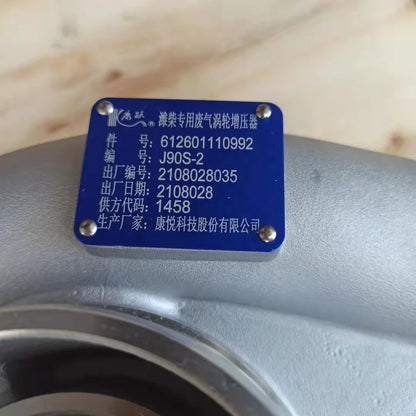 康跃® 潍柴专用废气涡轮增压器
件 号: 612601110992
编 号: J90S-2
出厂编号: 2108028035
出厂日期: 2108028
供方代码: 1458
生产厂家: 康悦科技股份有限公司